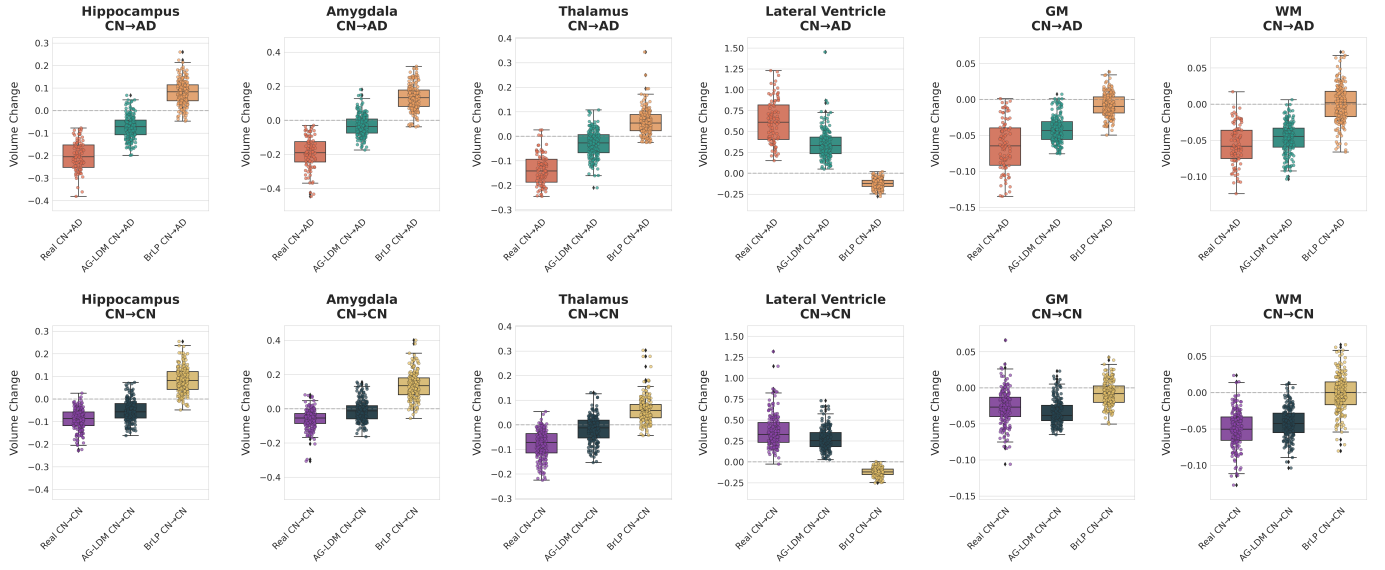 Hippocampus
CN→AD
Volume Change
0.3
0.2
0.1
0.0
−0.1
−0.2
−0.3
−0.4
Real CN→AD
AG-LDM CN→AD
BrLP CN→AD
Amygdala
CN→AD
0.4
0.2
0.0
−0.2
−0.4
Real CN→AD
AG-LDM CN→AD
BrLP CN→AD
Thalamus
CN→AD
0.4
0.3
0.2
0.1
0.0
−0.1
−0.2
−0.3
Real CN→AD
AG-LDM CN→AD
BrLP CN→AD
Lateral Ventricle
CN→AD
Volume Change
1.50
1.25
1.00
0.75
0.50
0.25
0.00
−0.25
Real CN→AD
AG-LDM CN→AD
BrLP CN→AD
GM
CN→AD
Volume Change
0.05
0.00
−0.05
−0.10
−0.15
Real CN→AD
AG-LDM CN→AD
BrLP CN→AD
WM
CN→AD
Volume Change
0.05
0.00
−0.05
−0.10
Real CN→AD
AG-LDM CN→AD
BrLP CN→AD
Hippocampus
CN→CN
Volume Change
0.3
0.2
0.1
0.0
−0.1
−0.2
−0.3
−0.4
Real CN→CN
AG-LDM CN→CN
BrLP CN→CN
Amygdala
CN→CN
Volume Change
0.4
0.2
0.0
−0.2
−0.4
Real CN→CN
AG-LDM CN→CN
BrLP CN→CN
Thalamus
CN→CN
Volume Change
0.4
0.3
0.2
0.1
0.0
−0.1
−0.2
−0.3
Real CN→CN
AG-LDM CN→CN
BrLP CN→CN
Lateral Ventricle
CN→CN
Volume Change
1.50
1.25
1.00
0.75
0.50
0.25
0.00
−0.25
Real CN→CN
AG-LDM CN→CN
BrLP CN→CN
GM
CN→CN
Volume Change
0.05
0.00
−0.05
−0.10
−0.15
Real CN→CN
AG-LDM CN→CN
BrLP CN→CN
WM
CN→CN
Volume Change
0.05
0.00
−0.05
−0.10
Real CN→CN
AG-LDM CN→CN
BrLP CN→CN